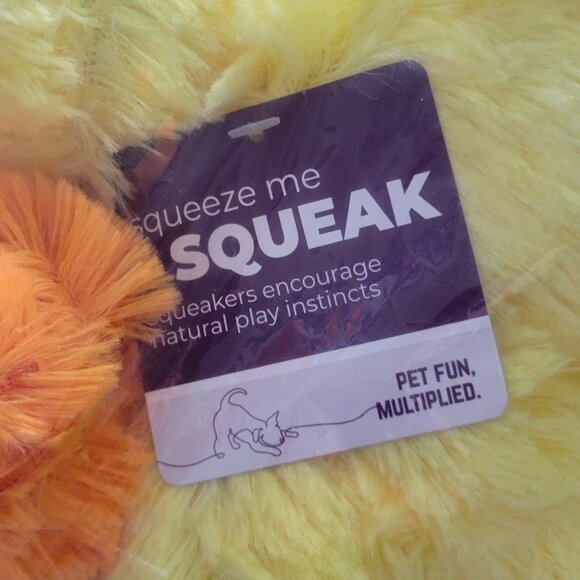 squeeze me
SQUEAK
squeakers encourage
natural play instincts
PET FUN,
MULTIPLIED.